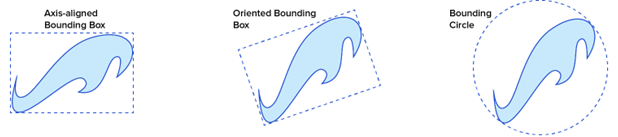 Axis-aligned
Bounding Box
Oriented Bounding
Box
Bounding
Circle